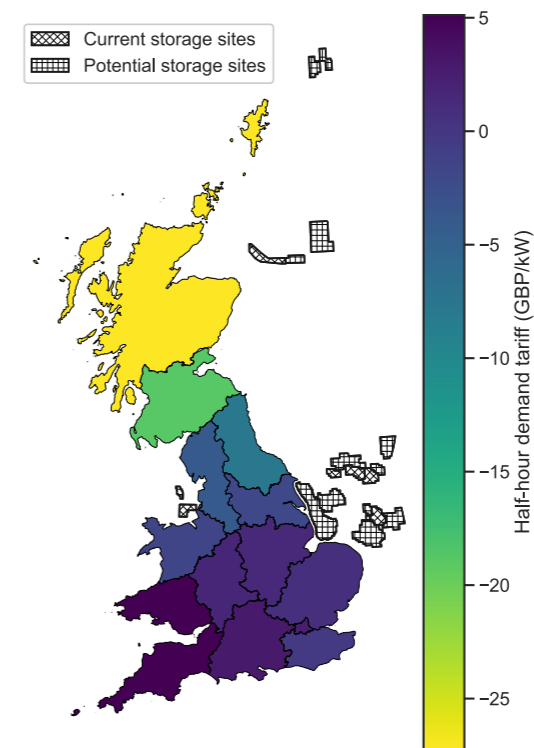 Current storage sites
Potential storage sites
5
0
−5
−10
−15
−20
−25
Half-hour demand tariff (GBP/kW)